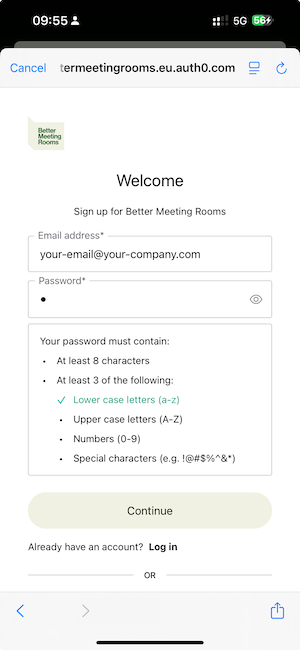 09:55
5G 56
Cancel termeetingrooms.eu.auth0.com
Better
Meeting
Rooms
Welcome
Sign up for Better Meeting Rooms
Email address*
your-email@your-company.com
Password*
Your password must contain:
• At least 8 characters
• At least 3 of the following:
Lower case letters (a-z)
• Upper case letters (A-Z)
• Numbers (0-9)
• Special characters (e.g. !@#$%^&*)
Continue
Already have an account? Log in
OR